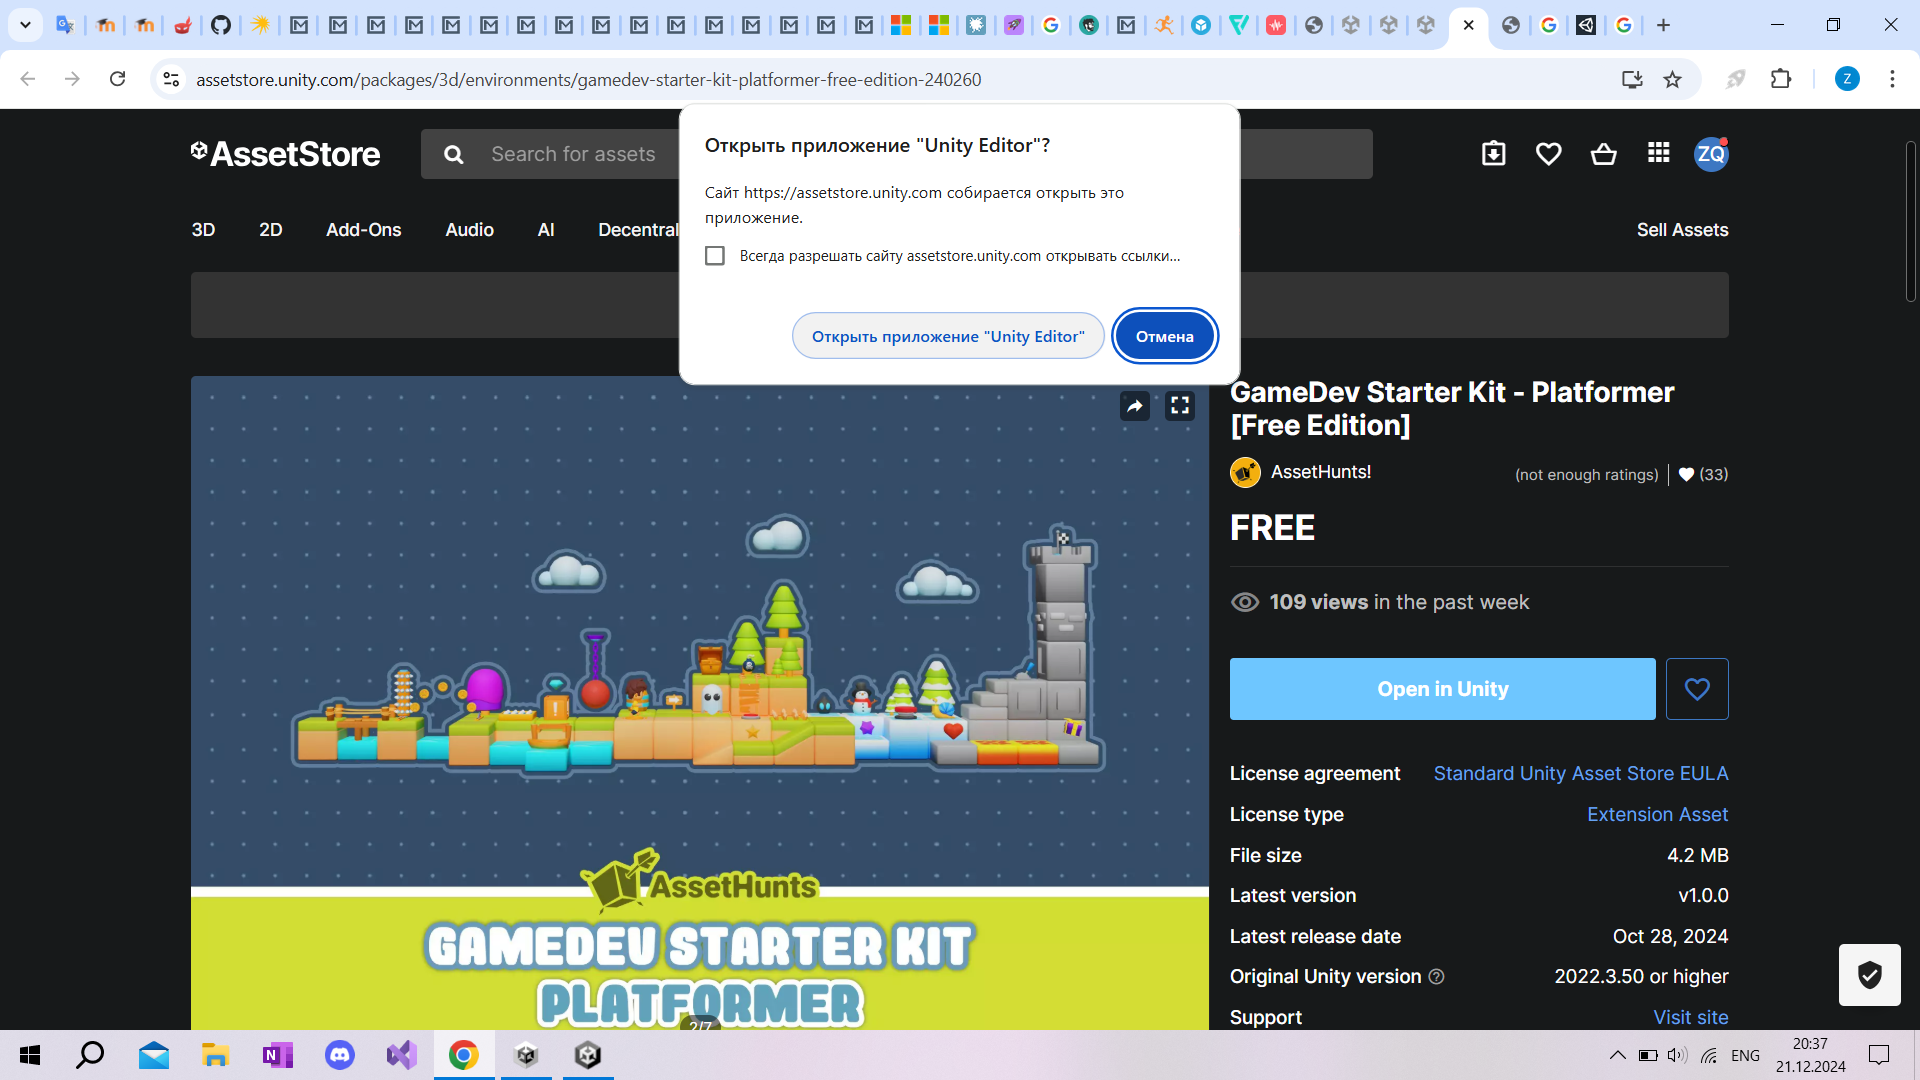 assetstore.unity.com/packages/3d/environments/gamedev-starter-kit-platformer-free-edition-240260
Z
Открыть приложение "Unity Editor"?
Сайт https://assetstore.unity.com собирается открыть это
приложение.
Всегда разрешать сайту assetstore.unity.com открывать ссылки...
Открыть приложение "Unity Editor"
Отмена
AssetStore
Search for assets
ZQ
3D
2D
Add-Ons
Audio
AI
Decentral
Sell Assets
GameDev Starter Kit - Platformer
[Free Edition]
AssetHunts!
(not enough ratings)
(33)
FREE
109 views in the past week
Open in Unity
License agreement
Standard Unity Asset Store EULA
License type
Extension Asset
File size
4.2 MB
Latest version
v1.0.0
Latest release date
Oct 28, 2024
Original Unity version
2022.3.50 or higher
Support
Visit site
AssetHunts
GAMEDEV STARTER KIT
PLATFORMER
2/7
ENG
20:37
21.12.2024